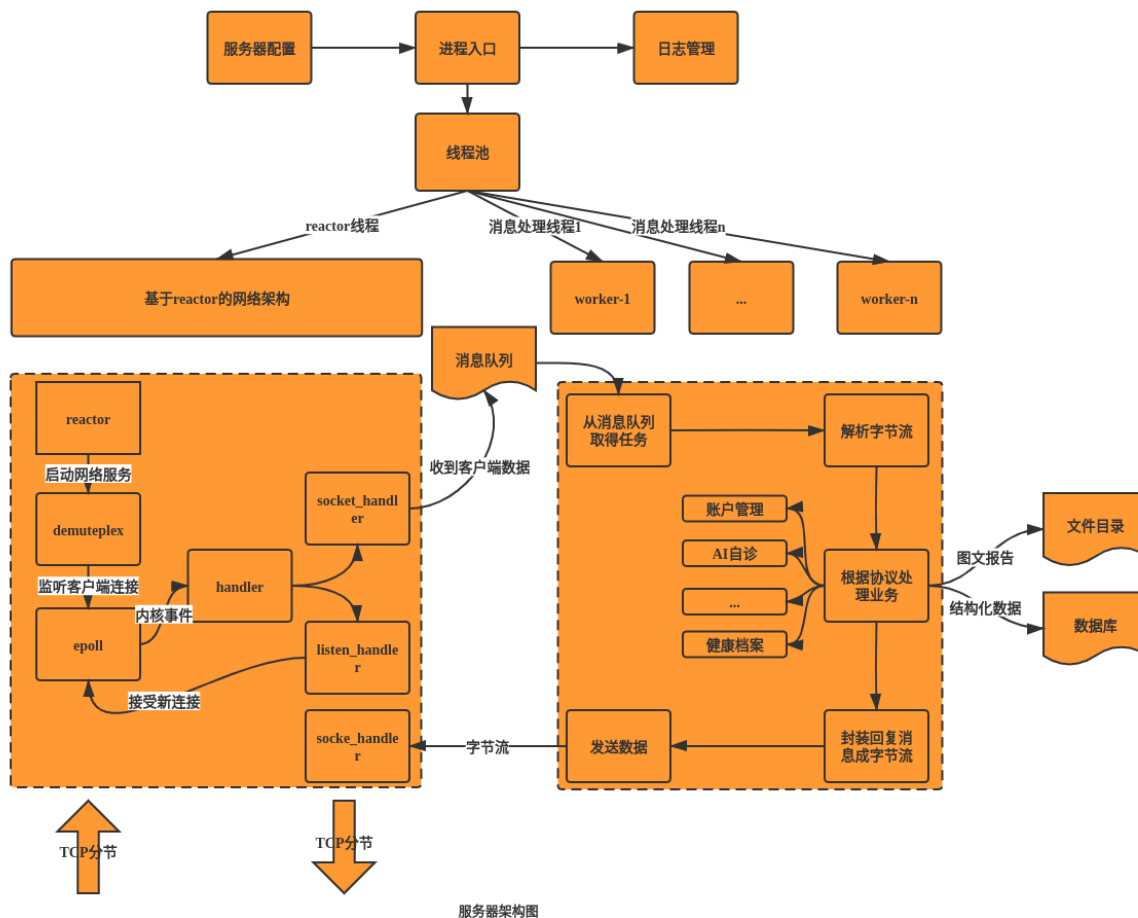 服务器配置
进程入口
日志管理
线程池
reactor线程
消息处理线程1
消息处理线程n
基于reactor的网络架构
worker-1
...
worker-n
消息队列
reactor
启动网络服务
demuteplex
监听客户端连接
epoll
内核事件
handler
socket_handl
er
收到客户端数据
listen_handle
r
接受新连接
socke_handle
r
字节流
从消息队列
取得任务
解析字节流
账户管理
AI自诊
...
健康档案
根据协议处
理业务
图文报告
结构化数据
文件目录
数据库
发送数据
封装回复消
息成字节流
TCP分节
TCP分节
服务器架构图